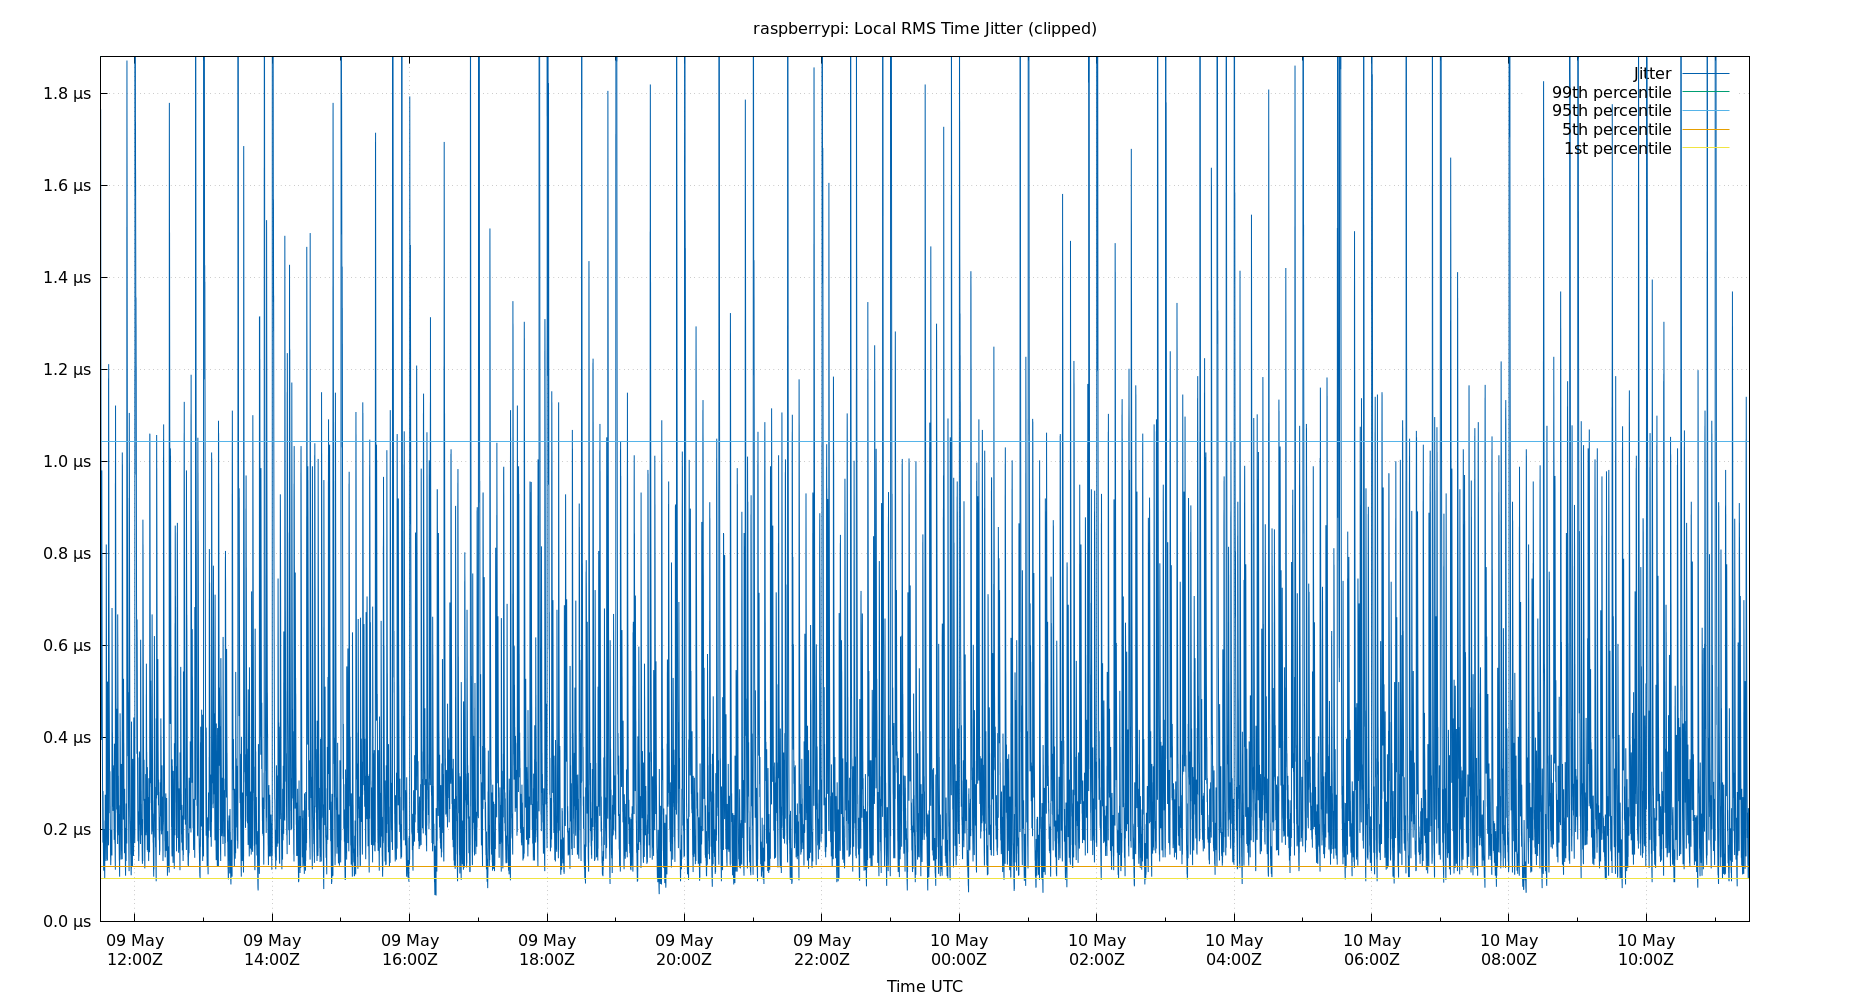 raspberrypi: Local RMS Time Jitter (clipped)
Jitter
99th percentile
95th percentile
5th percentile
1st percentile
1.8 μs
1.6 μs
1.4 μs
1.2 μs
1.0 μs
0.8 μs
0.6 μs
0.4 μs
0.2 μs
0.0 μs
09 May 09 May 09 May 09 May 09 May 09 May 10 May 10 May 10 May 10 May 10 May 10 May
12:00Z 14:00Z 16:00Z 18:00Z 20:00Z 22:00Z 00:00Z 02:00Z 04:00Z 06:00Z 08:00Z 10:00Z
Time UTC